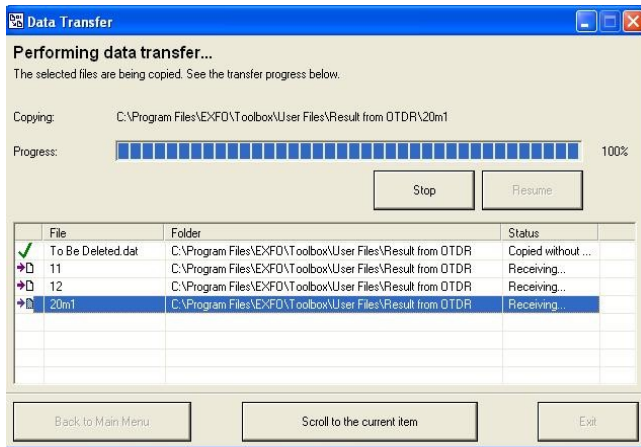 Data Transfer
Performing data transfer...
The selected files are being copied. See the transfer progress below.
Copying: C:\Program Files\EXFO\Toolbox\User Files\Result from OTDR\20m1
Progress: 100%
Stop Resume
File Folder Status
To Be Deleted.dat C:\Program Files\EXFO\Toolbox\User Files\Result from OTDR Copied without ...
11 C:\Program Files\EXFO\Toolbox\User Files\Result from OTDR Receiving...
12 C:\Program Files\EXFO\Toolbox\User Files\Result from OTDR Receiving...
20m1 C:\Program Files\EXFO\Toolbox\User Files\Result from OTDR Receiving...
Back to Main Menu Scroll to the current item Exit